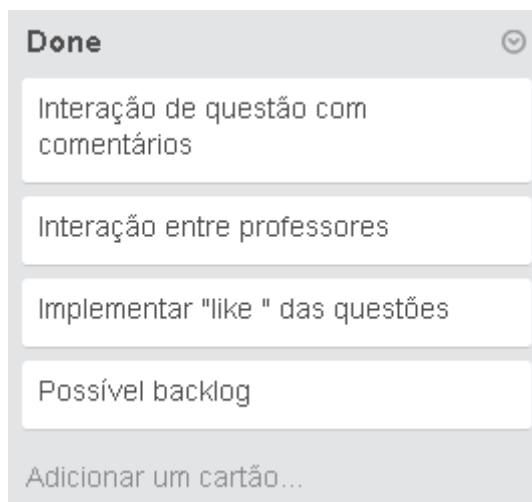 Done
Interação de questão com
comentários
Interação entre professores
Implementar "like " das questões
Possível backlog
Adicionar um cartão...